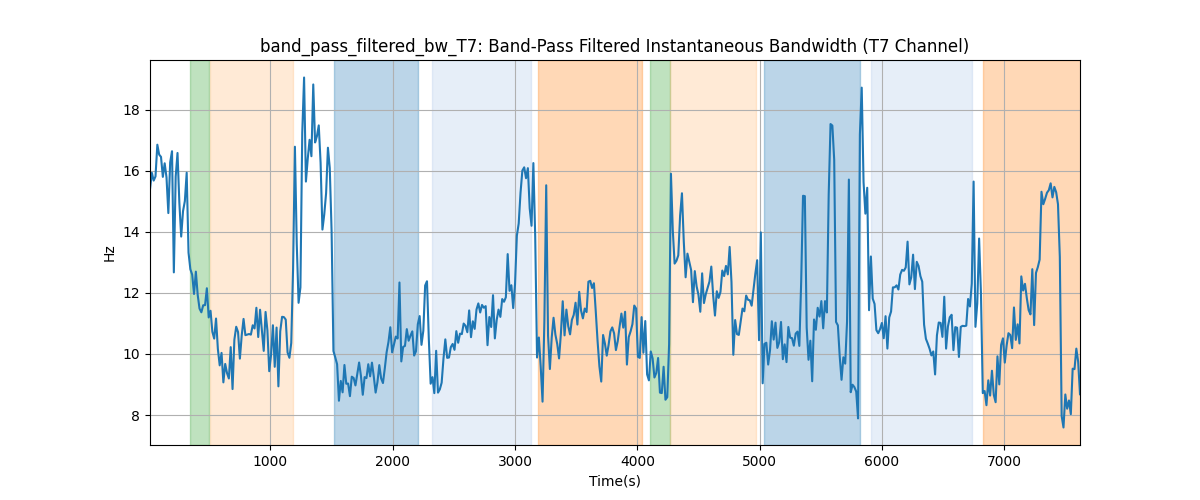 band_pass_filtered_bw_T7: Band-Pass Filtered Instantaneous Bandwidth (T7 Channel)
18
16
14
12
10
8
Hz
1000 2000 3000 4000 5000 6000 7000
Time(s)